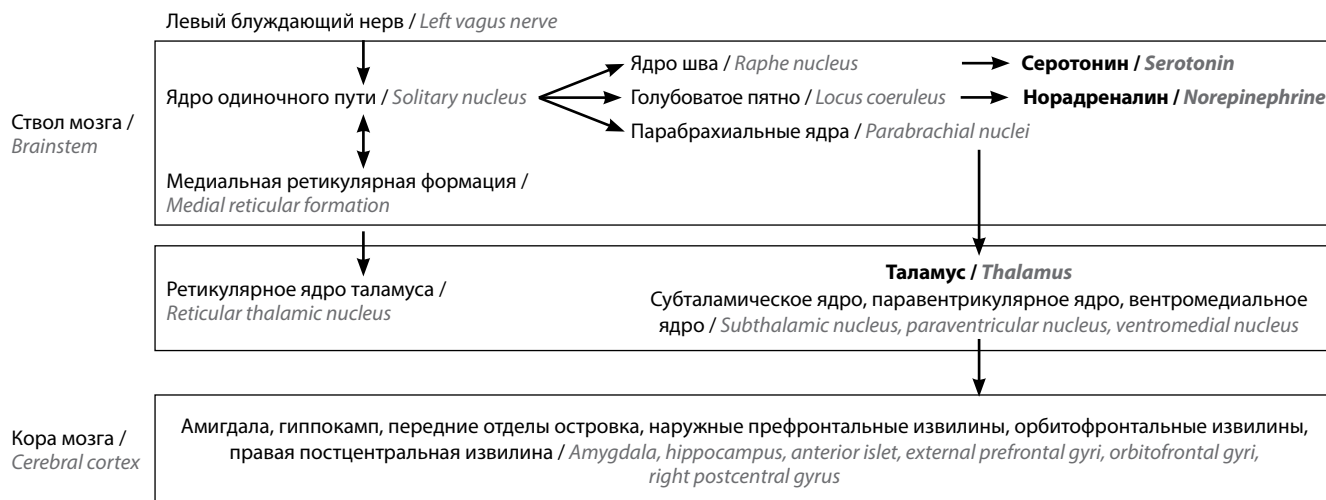 Левый блуждающий нерв / Left vagus nerve
Ядро шва / Raphe nucleus
Серотонин / Serotonin
Ядро одиночного пути / Solitary nucleus
Голубоватое пятно / Locus coeruleus
Норадреналин / Norepinephrine
Ствол мозга /
Brainstem
Парабрахиальные ядра / Parabrachial nuclei
Медиальная ретикулярная формация /
Medial reticular formation
Таламус / Thalamus
Ретикулярное ядро таламуса /
Reticular thalamic nucleus
Субталамическое ядро, паравентрикулярное ядро, вентромедиальное
ядро / Subthalamic nucleus, paraventricular nucleus, ventromedial nucleus
Кора мозга /
Cerebral cortex
Амигдала, гиппокамп, передние отделы островка, наружные префронтальные извилины, орбитофронтальные извилины,
правая постцентральная извилина / Amygdala, hippocampus, anterior islet, external prefrontal gyri, orbitofrontal gyri,
right postcentral gyrus